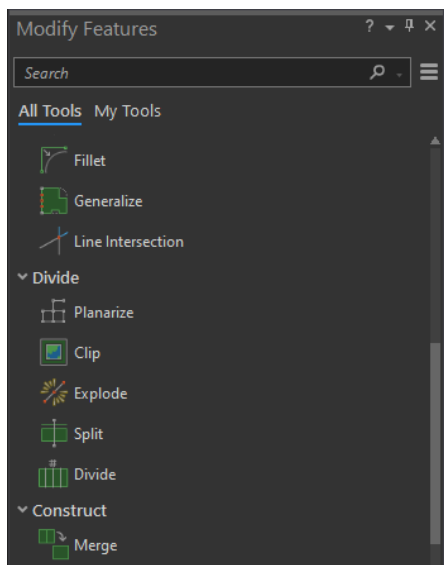 Modify Features
Search
All Tools My Tools
Fillet
Generalize
Line Intersection
Divide
Planarize
Clip
Explode
Split
Divide
Construct
Merge